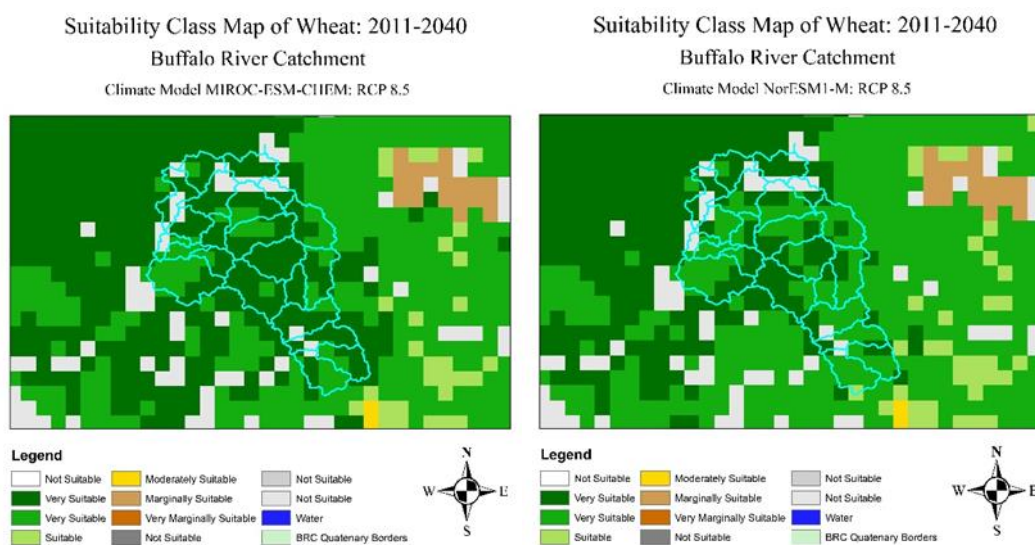 Suitability Class Map of Wheat: 2011-2040
Buffalo River Catchment
Climate Model MIROC-ESM-CHEM: RCP 8.5
Legend
Not Suitable Moderately Suitable Not Suitable
Very Suitable Marginally Suitable Not Suitable
Very Suitable Very Marginally Suitable Water
Suitable Not Suitable BRC Quatenary Borders
N
W E
S
Suitability Class Map of Wheat: 2011-2040
Buffalo River Catchment
Climate Model NorESM1-M: RCP 8.5
Legend
Not Suitable Moderately Suitable Not Suitable
Very Suitable Marginally Suitable Not Suitable
Very Suitable Very Marginally Suitable Water
Suitable Not Suitable BRC Quatenary Borders
N
W E
S